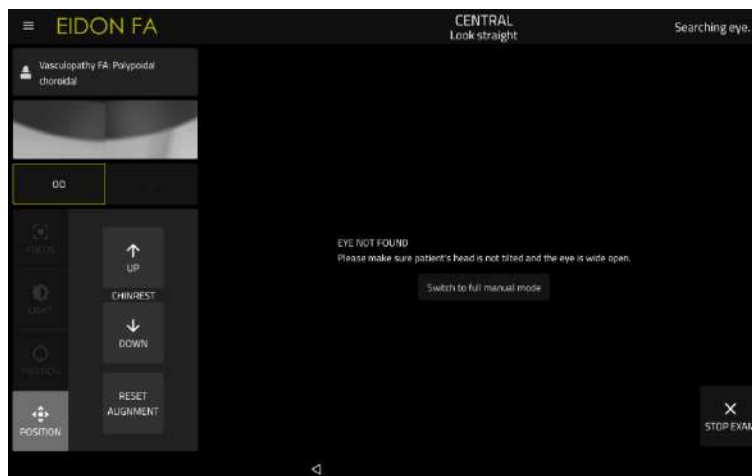 EIDON FA
CENTRAL
Look straight
Searching eye.
Vasculopathy FA: Polypoidal
choroidal
OD
FOCUS
LIGHT
UP
CHINREST
DOWN
RESET
ALIGNMENT
POSITION
EYE NOT FOUND
Please make sure patient's head is not tilted and the eye is wide open.
Switch to full manual mode
STOP EXAM